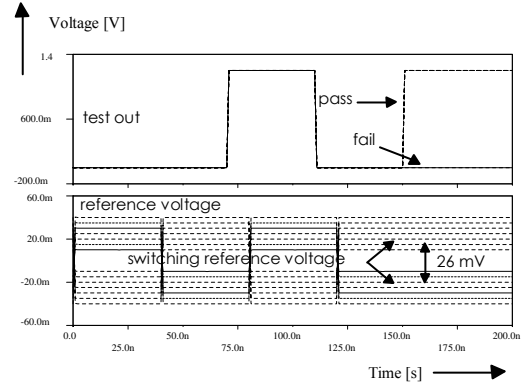 Voltage [V]
1.4
600.0m
-200.0m
test out
pass
fail
60.0m
20.0m
-20.0m
-60.0m
reference voltage
switching reference voltage
26 mV
0.0 50.0n 100.0n 150.0n 200.0n
25.0n 75.0n 125.0n 175.0n
Time [s]